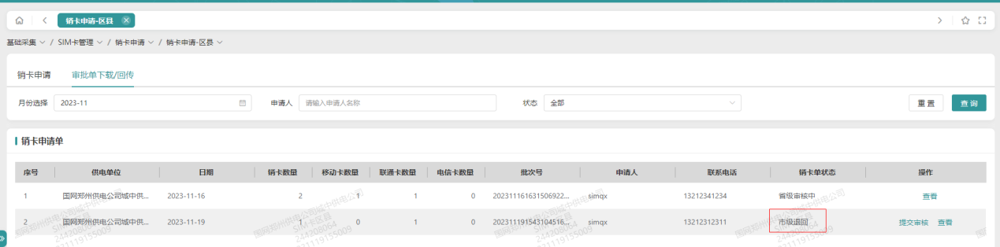 销卡申请-区县
基础采集 / SIM卡管理 / 销卡申请 / 销卡申请-区县
销卡申请 审批单下载/回传
月份选择 2023-11 申请人 请输入申请人名称 状态 全部 重置 查询
销卡申请单
序号 供电单位 日期 销卡数量 移动卡数量 联通卡数量 电信卡数量 批次号 申请人 联系电话 销卡单状态 操作
1 国网郑州供电公司城中供... 2023-11-16 2 1 1 0 202311161631506922... simqx 13212341234 省级审核中 查看
2 国网郑州供电公司城中供... 2023-11-19 1 0 1 0 202311191543104516... simqx 13212312311 市级退回 提交审核 查看